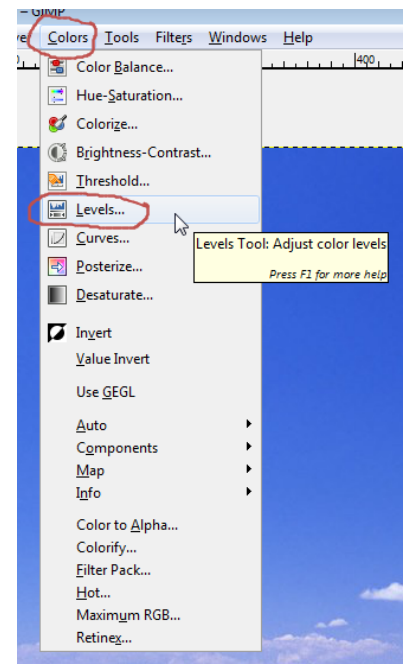 – GIMP
Colors Tools Filters Windows Help
400
Color Balance...
Hue-Saturation...
Colorize...
Brightness-Contrast...
Threshold...
Levels...
Curves...
Levels Tool: Adjust color levels
Press F1 for more help
Posterize...
Desaturate...
Invert
Value Invert
Use GEGL
Auto
Components
Map
Info
Color to Alpha...
Colorify...
Filter Pack...
Hot...
Maximum RGB...
Retinex...